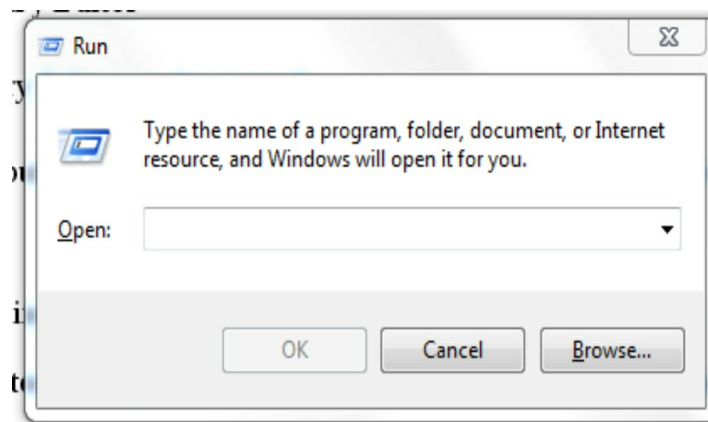 Run
Type the name of a program, folder, document, or Internet
resource, and Windows will open it for you.
Open:
OK Cancel Browse...